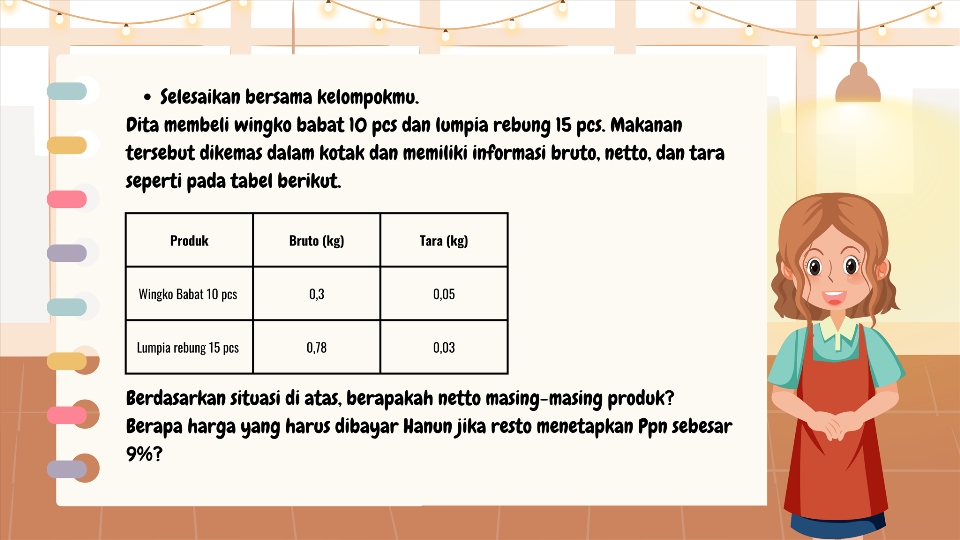 • Selesaikan bersama kelompokmu.
Dita membeli wingko babat 10 pcs dan lumpia rebung 15 pcs. Makanan
tersebut dikemas dalam kotak dan memiliki informasi bruto, netto, dan tara
seperti pada tabel berikut.
Produk Bruto (kg) Tara (kg)
Wingko Babat 10 pcs 0,3 0,05
Lumpia rebung 15 pcs 0,78 0,03
Berdasarkan situasi di atas, berapakah netto masing-masing produk?
Berapa harga yang harus dibayar Hanun jika resto menetapkan Ppn sebesar
9%?